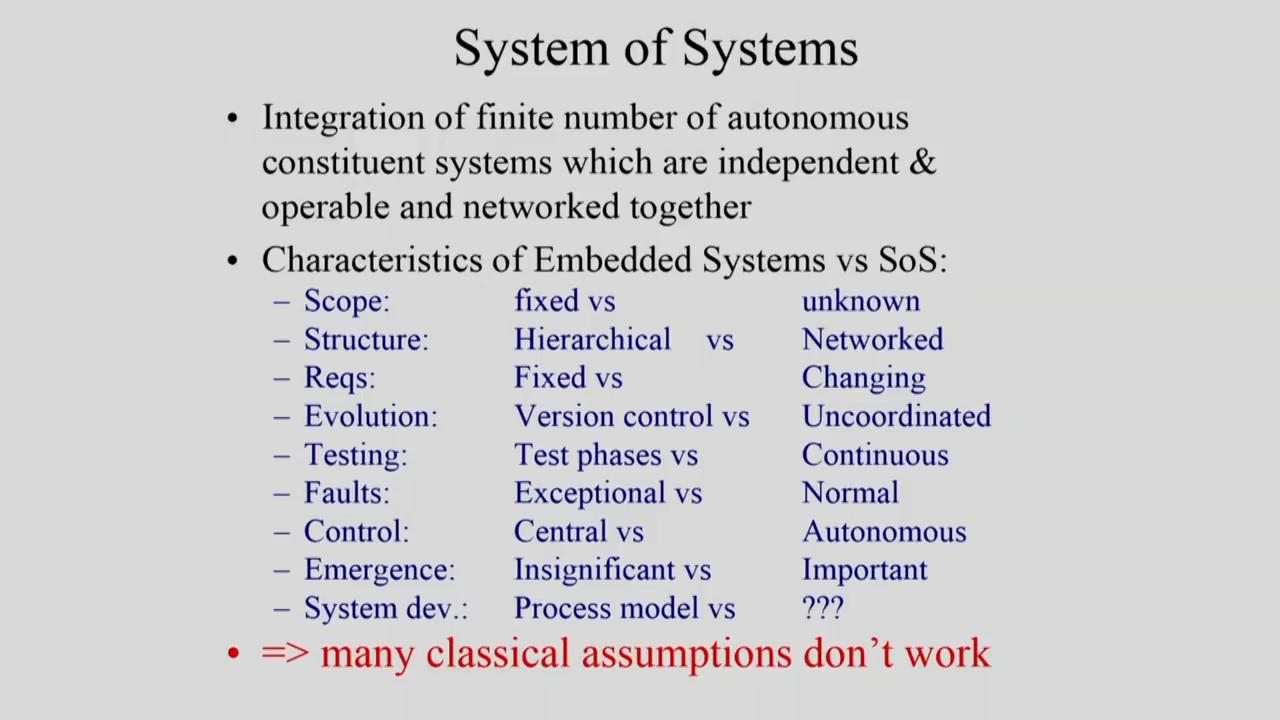 System of Systems
• Integration of finite number of autonomous
constituent systems which are independent &
operable and networked together
• Characteristics of Embedded Systems vs SoS:
– Scope: fixed vs unknown
– Structure: Hierarchical vs Networked
– Reqs: Fixed vs Changing
– Evolution: Version control vs Uncoordinated
– Testing: Test phases vs Continuous
– Faults: Exceptional vs Normal
– Control: Central vs Autonomous
– Emergence: Insignificant vs Important
– System dev.: Process model vs ???
• => many classical assumptions don’t work